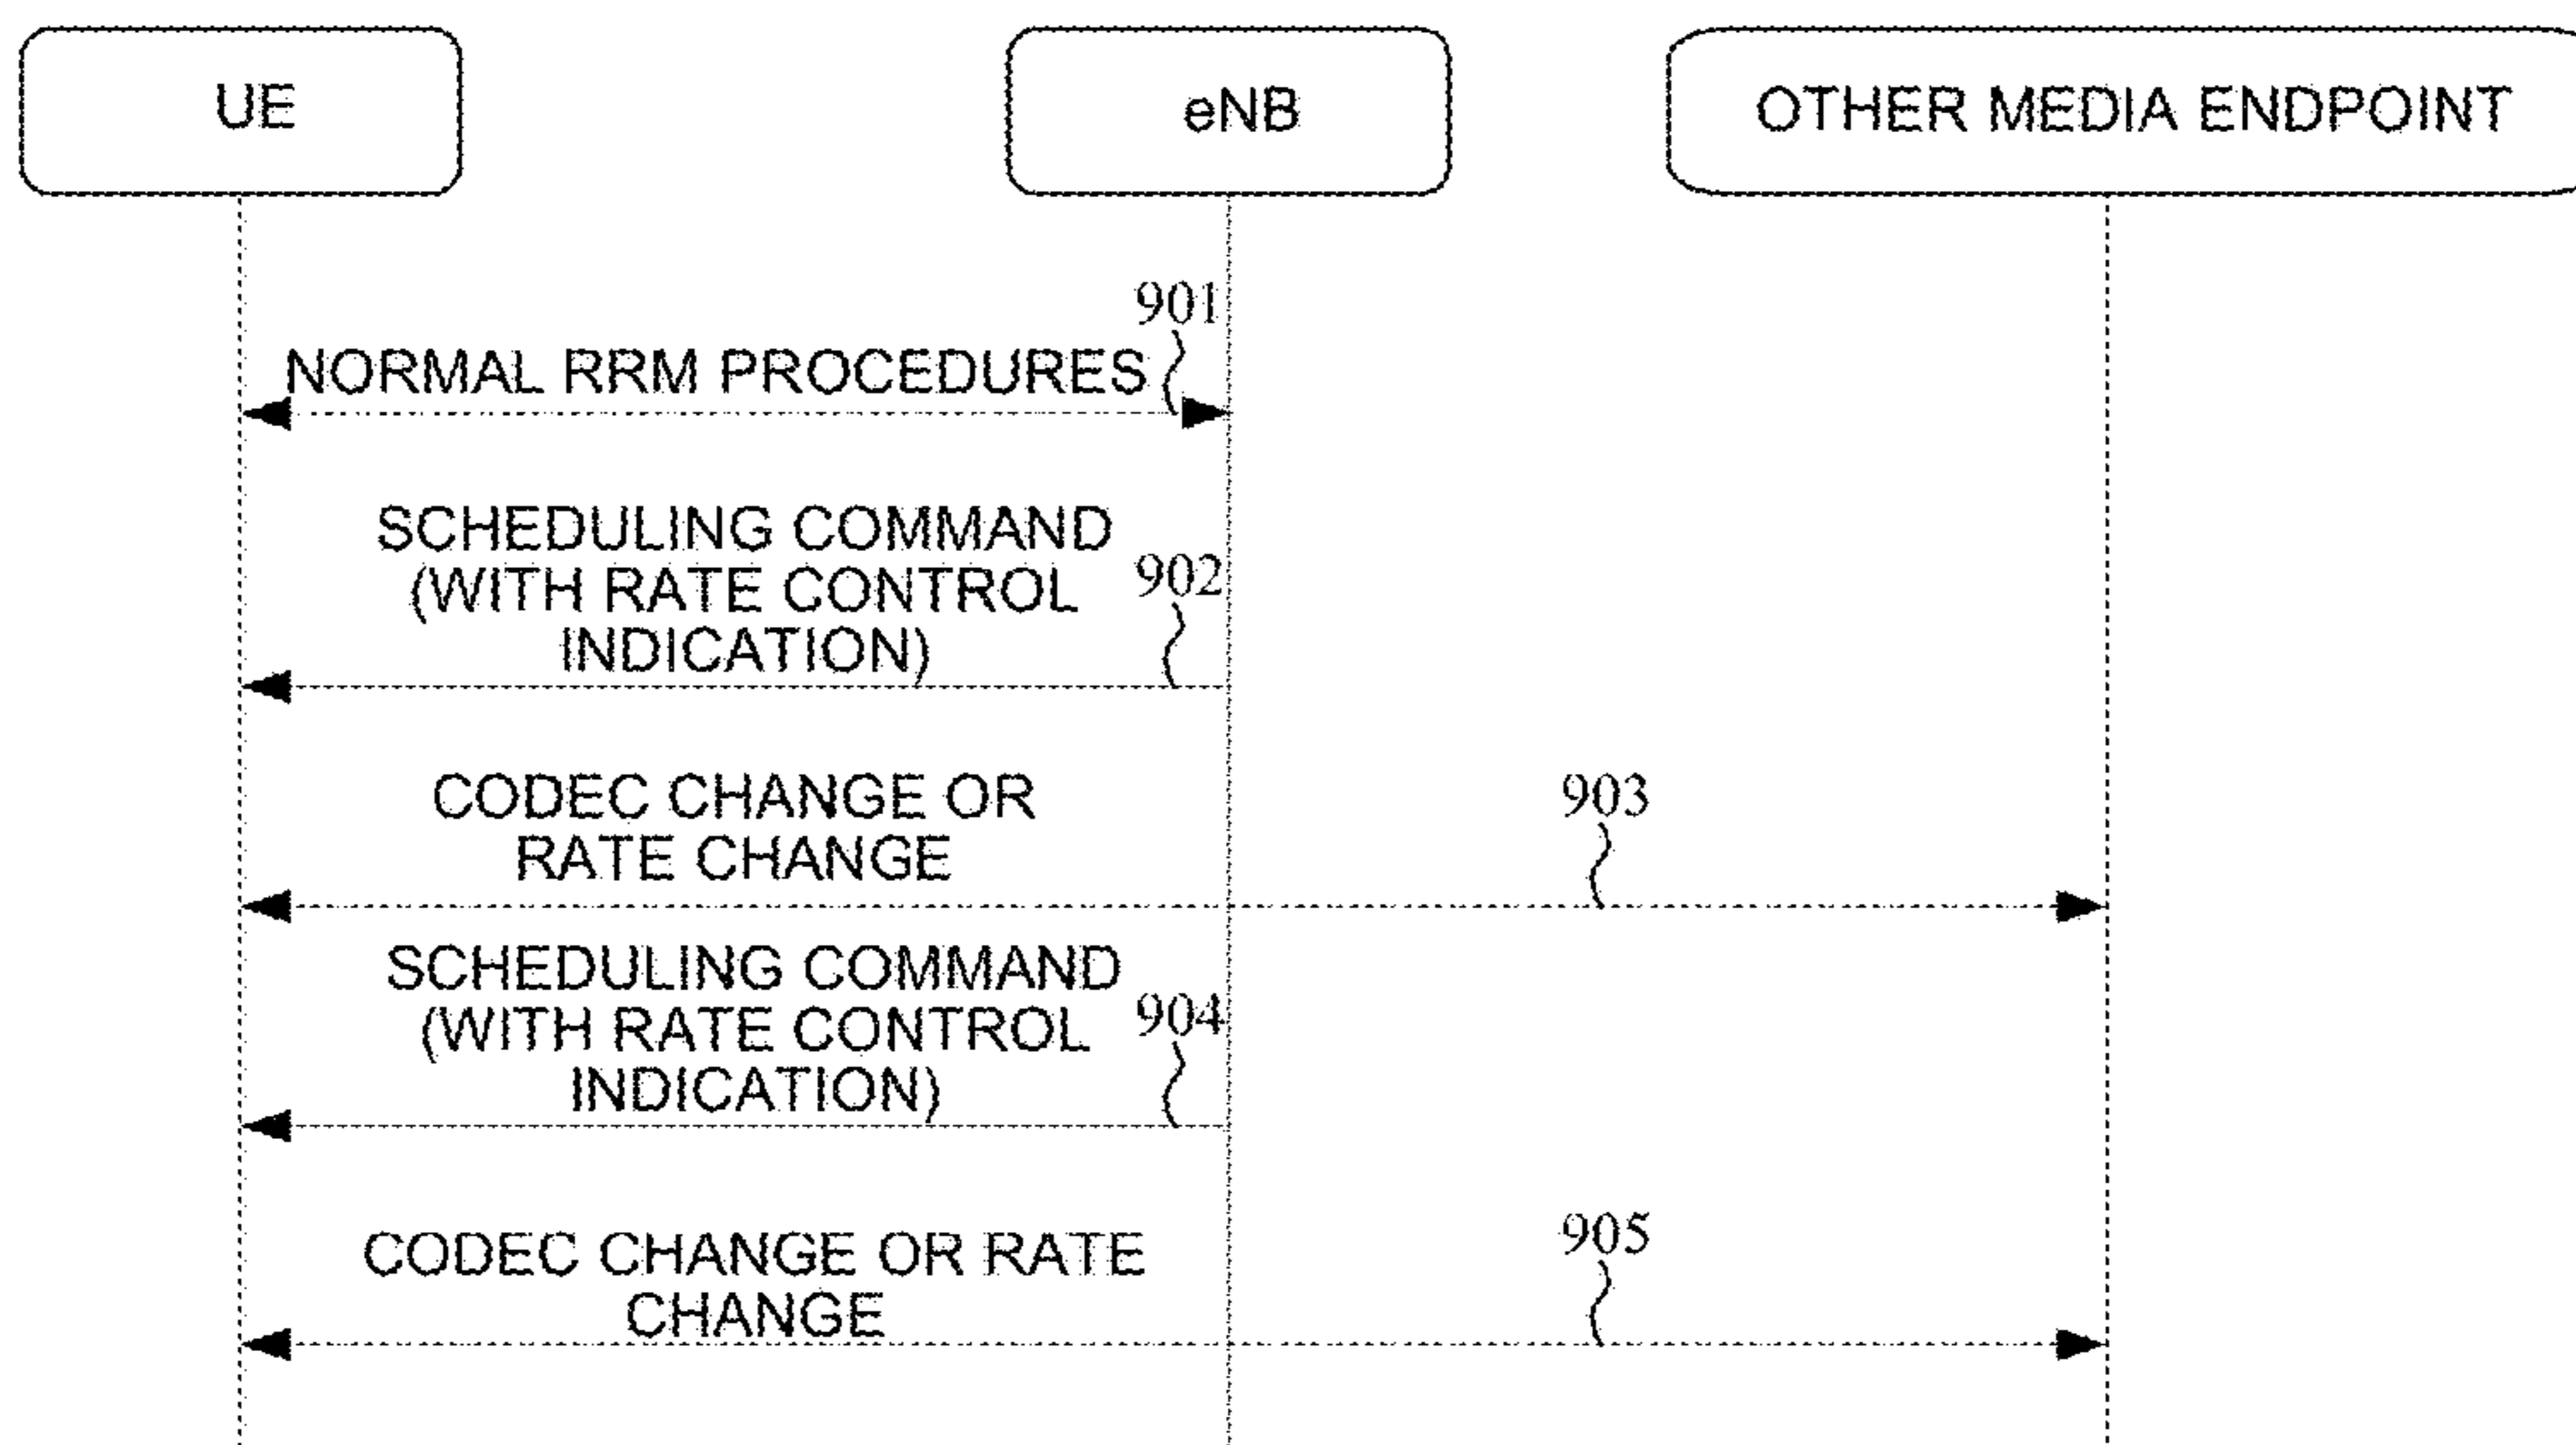 UE
eNB
OTHER MEDIA ENDPOINT
901
NORMAL RRM PROCEDURES
SCHEDULING COMMAND
(WITH RATE CONTROL
INDICATION)
902
CODEC CHANGE OR
RATE CHANGE
903
SCHEDULING COMMAND
(WITH RATE CONTROL
INDICATION)
904
CODEC CHANGE OR RATE
CHANGE
905